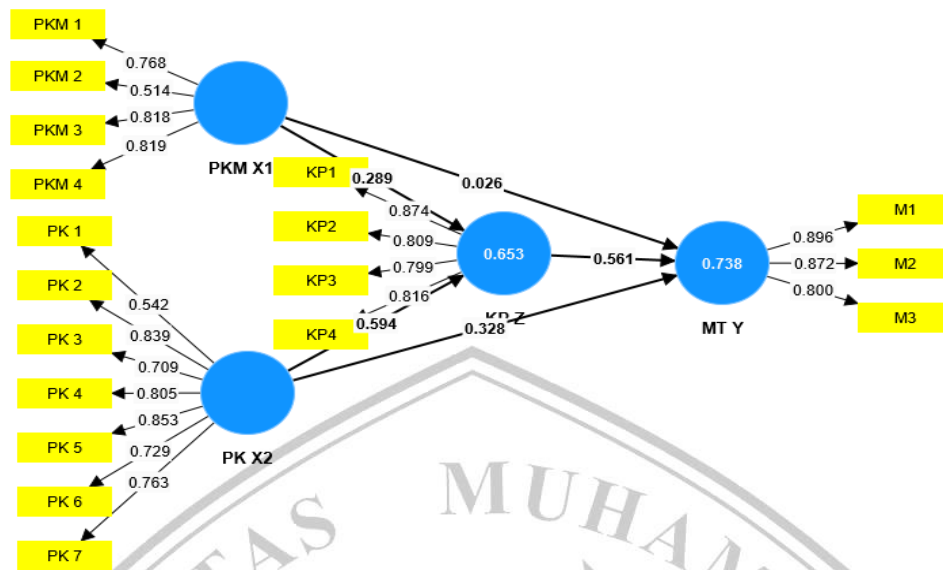 PKM 1
0.768
PKM 2
0.514
PKM 3
0.818
PKM 4
0.819
PKM X1
PK 1
0.542
PK 2
0.839
PK 3
0.709
PK 4
0.805
PK 5
0.853
PK 6
0.729
PK 7
0.763
PK X2
KP1
0.289
0.874
KP2
0.809
KP3
0.799
KP4
0.816
0.594
0.653
KP Z
0.026
0.561
0.328
0.738
MT Y
M1
0.896
M2
0.872
M3
0.800
TAS MUHAM